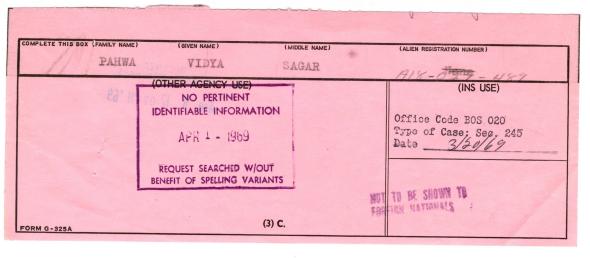 COMPLETE THIS BOX (FAMILY NAME) (GIVEN NAME) (MIDDLE NAME) (ALIEN REGISTRATION NUMBER)
PAHWA VIDYA SAGAR
(OTHER AGENCY USE) (INS USE)
NO PERTINENT
IDENTIFIABLE INFORMATION
APR 1 - 1969
REQUEST SEARCHED W/OUT
BENEFIT OF SPELLING VARIANTS
Office Code BOS 020
Type of Case: Sec. 245
Date 3/20/69
NOT TO BE SHOWN TO
FOREIGN NATIONALS
FORM G-325A (3) C.